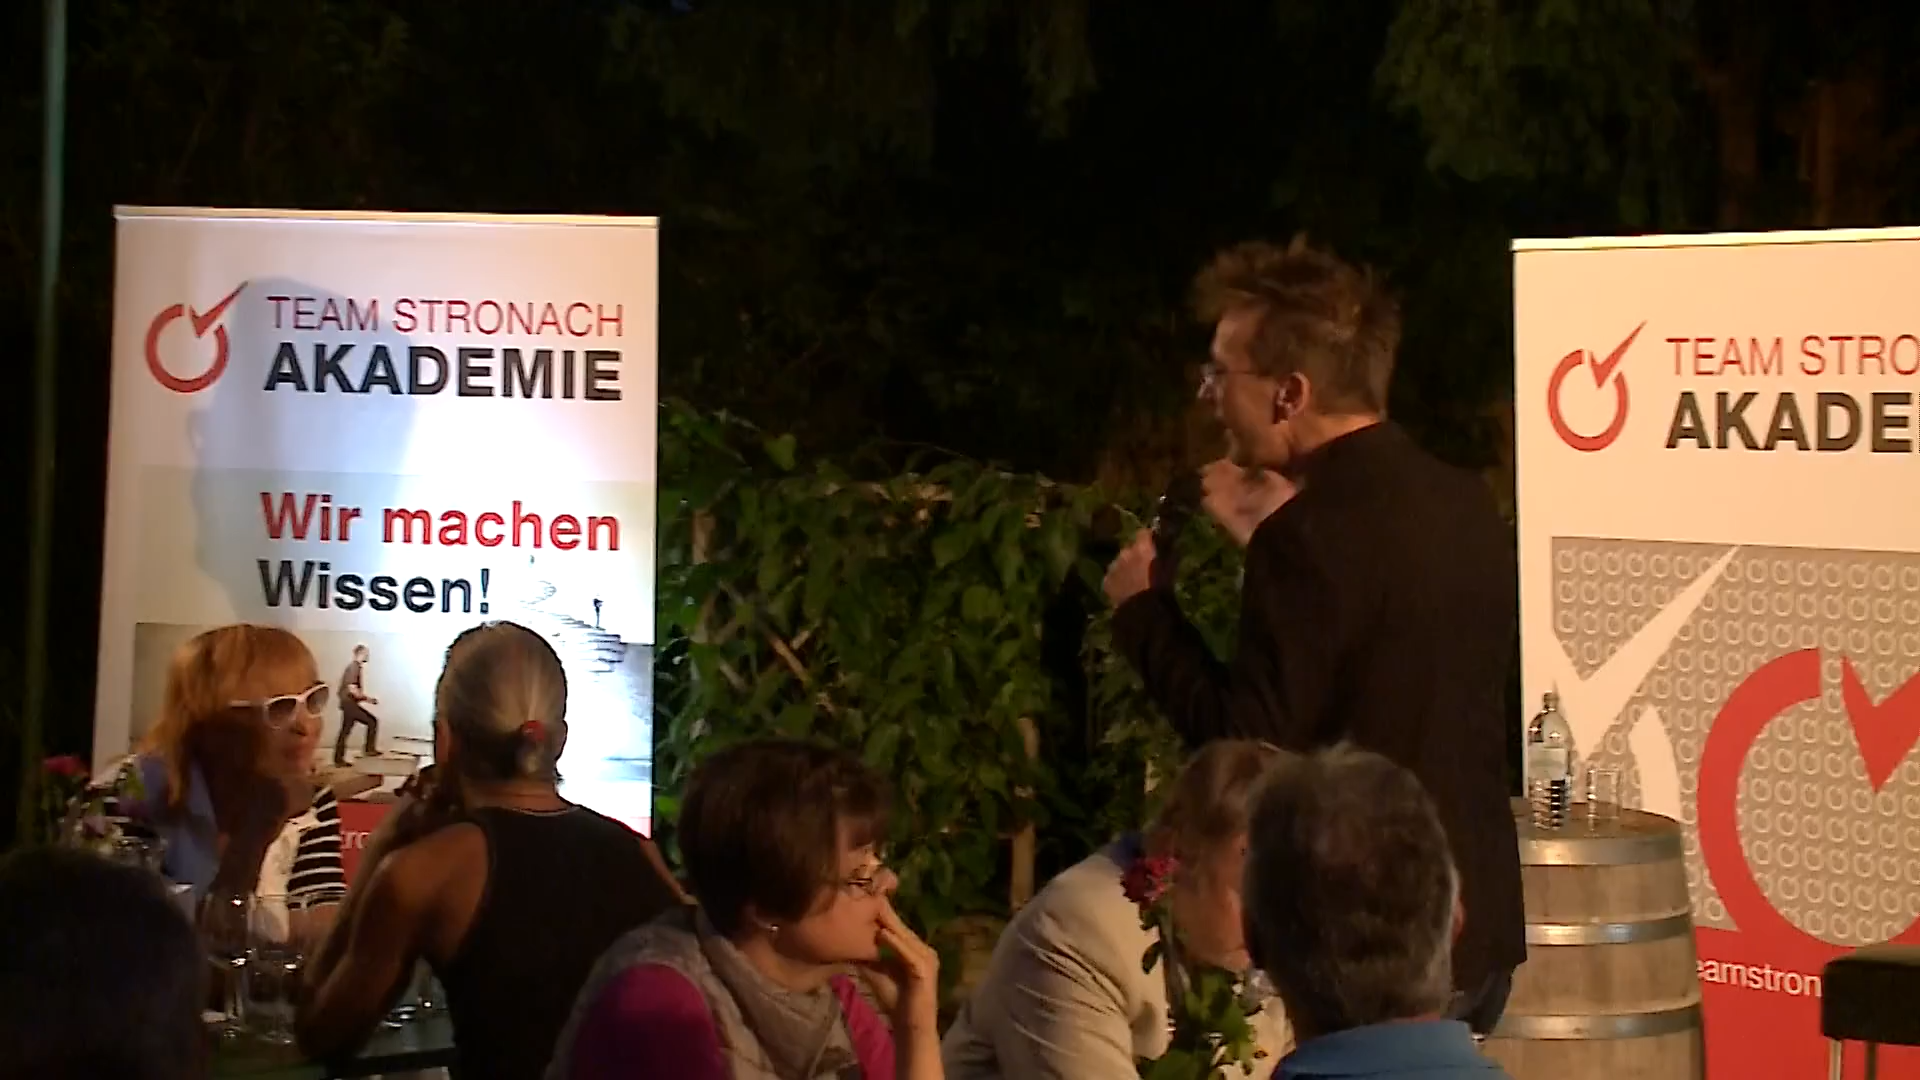 TEAM STRONACH
AKADEMIE
Wir machen
Wissen!
TEAM STRO
AKADE
eamstron